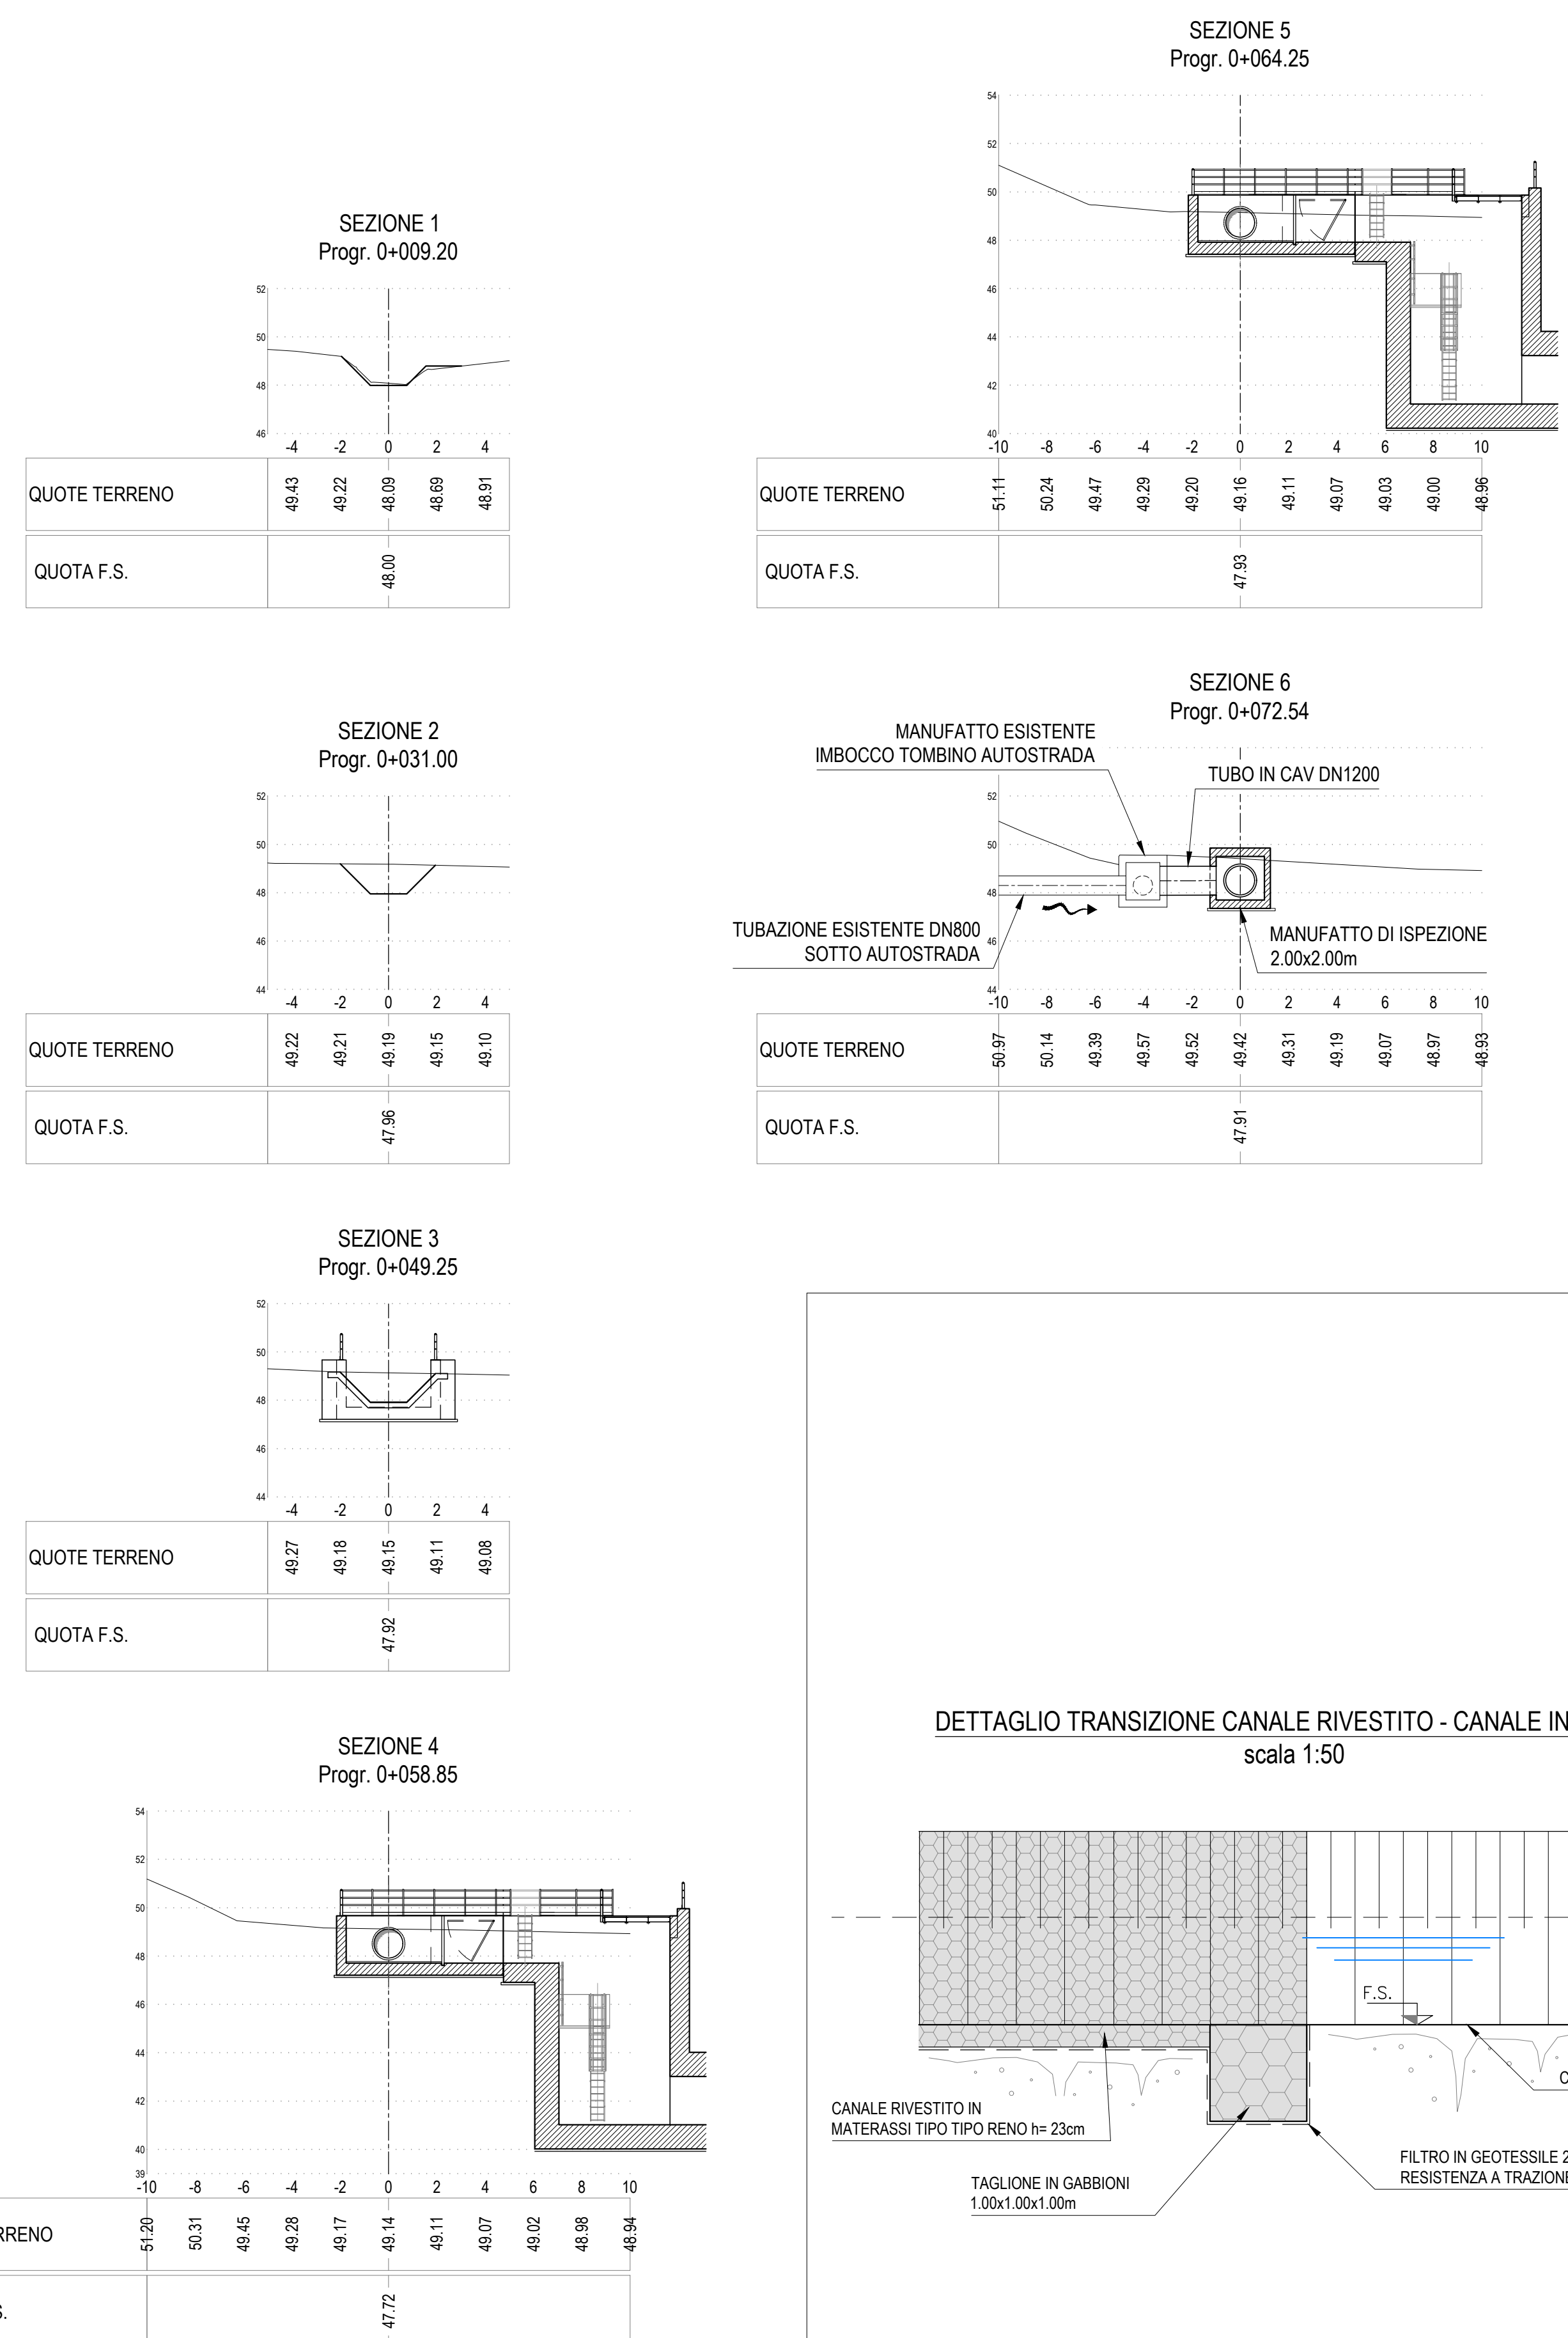 SEZIONE 1
Progr. 0+009.20
52
50
48
46
-4 -2 0 2 4
QUOTE TERRENO 49.43 49.22 48.09 48.69 48.91
QUOTA F.S. 48.00
SEZIONE 2
Progr. 0+031.00
52
50
48
46
44
-4 -2 0 2 4
QUOTE TERRENO 49.22 49.21 49.19 49.15 49.10
QUOTA F.S. 47.96
SEZIONE 3
Progr. 0+049.25
52
50
48
46
44
-4 -2 0 2 4
QUOTE TERRENO 49.27 49.18 49.15 49.11 49.08
QUOTA F.S. 47.92
SEZIONE 4
Progr. 0+058.85
54
52
50
48
46
44
42
40
39
-10 -8 -6 -4 -2 0 2 4 6 8 10
RRENO 51.20 50.31 49.45 49.28 49.17 49.14 49.11 49.07 49.02 48.98 48.94
S. 47.72
SEZIONE 5
Progr. 0+064.25
54
52
50
48
46
44
42
40
-10 -8 -6 -4 -2 0 2 4 6 8 10
QUOTE TERRENO 51.11 50.24 49.47 49.29 49.20 49.16 49.11 49.07 49.03 49.00 48.96
QUOTA F.S. 47.93
SEZIONE 6
Progr. 0+072.54
MANUFATTO ESISTENTE
IMBOCCO TOMBINO AUTOSTRADA
TUBO IN CAV DN1200
52
50
48
46
44
TUBAZIONE ESISTENTE DN800
SOTTO AUTOSTRADA
MANUFATTO DI ISPEZIONE
2.00x2.00m
-10 -8 -6 -4 -2 0 2 4 6 8 10
QUOTE TERRENO 50.97 50.14 49.39 49.57 49.52 49.42 49.31 49.19 49.07 48.97 48.93
QUOTA F.S. 47.91
DETTAGLIO TRANSIZIONE CANALE RIVESTITO - CANALE IN
scala 1:50
F.S.
C
CANALE RIVESTITO IN
MATERASSI TIPO TIPO RENO h= 23cm
TAGLIONE IN GABBIONI
1.00x1.00x1.00m
FILTRO IN GEOTESSILE 2
RESISTENZA A TRAZIONE